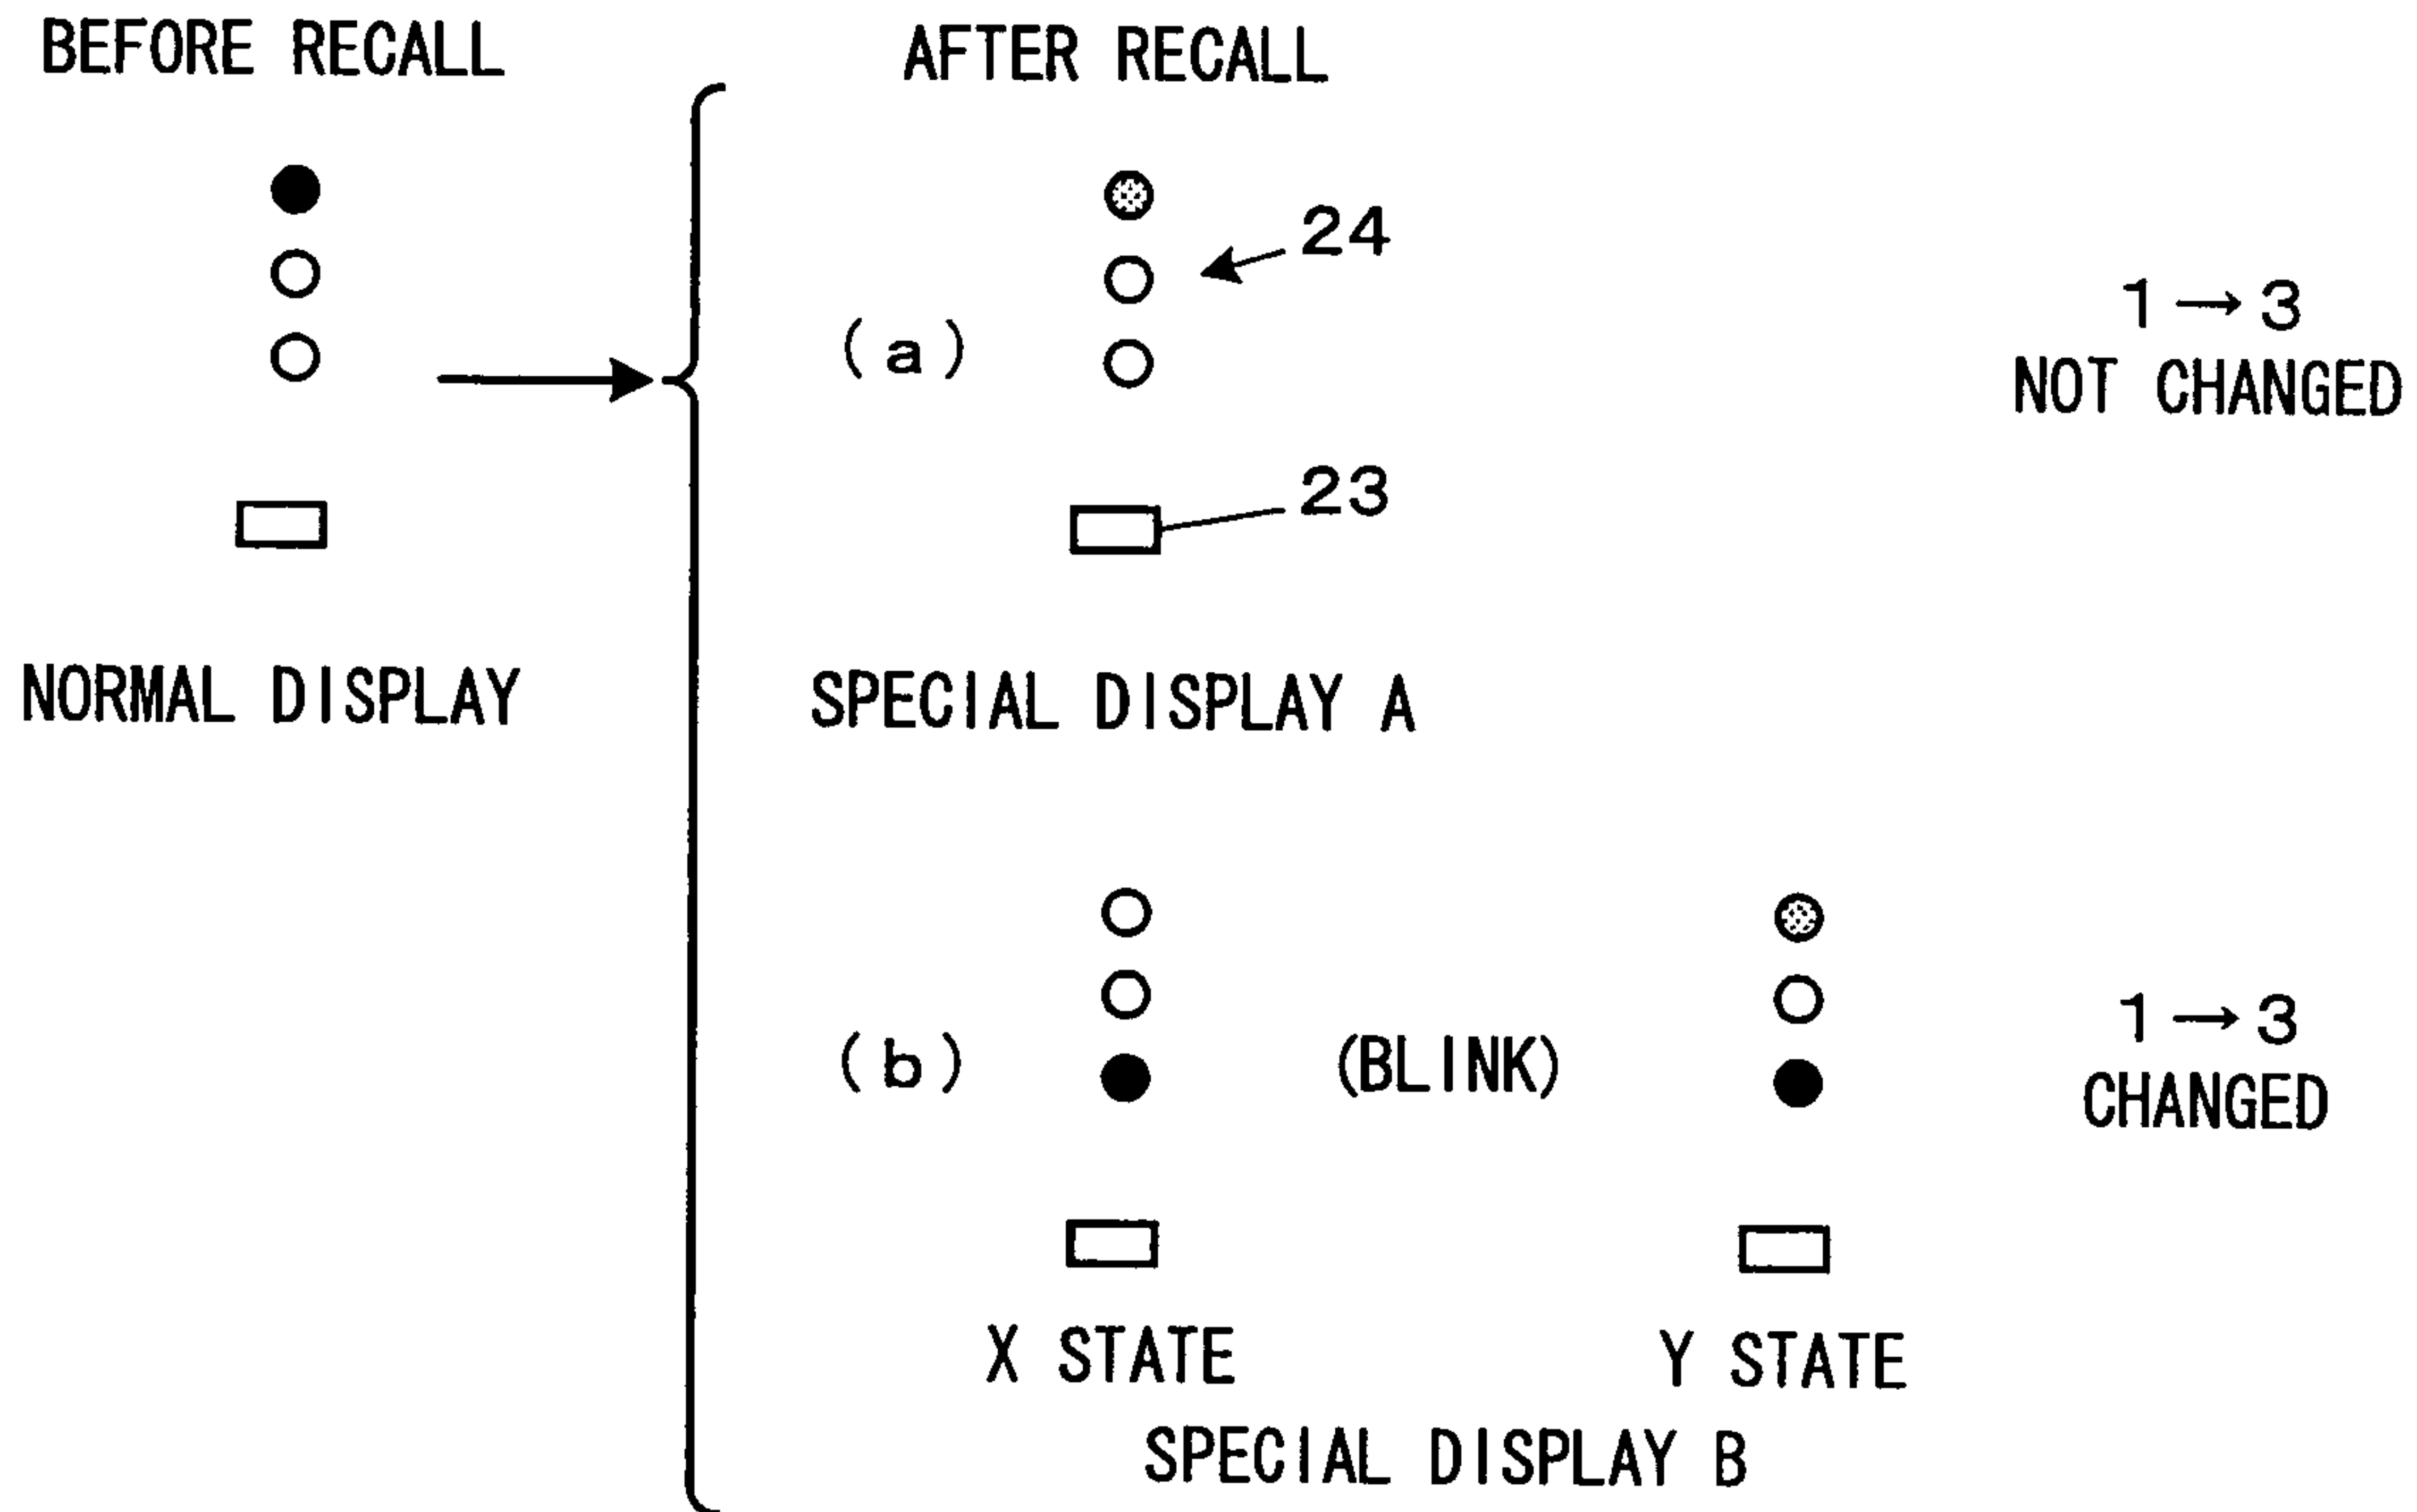 BEFORE RECALL
AFTER RECALL
24
(a)
1→3
NOT CHANGED
23
NORMAL DISPLAY
SPECIAL DISPLAY A
(b)
(BLINK)
1→3
CHANGED
X STATE
Y STATE
SPECIAL DISPLAY B